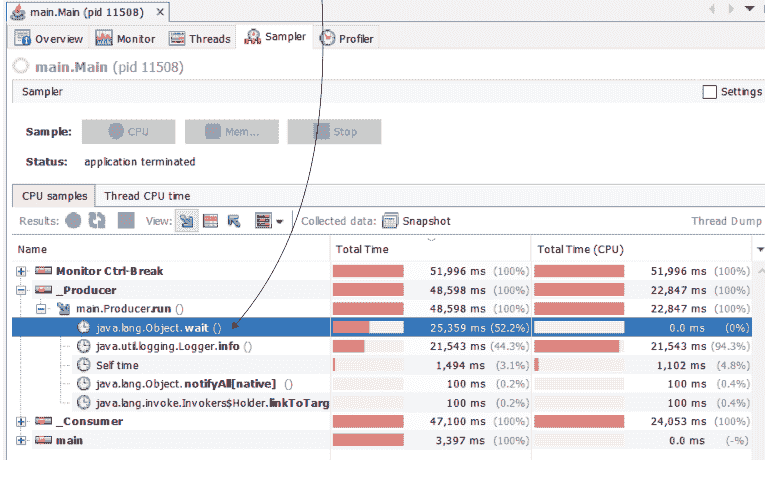 main.Main (pid 11508)
Overview Monitor Threads Sampler Profiler
main.Main (pid 11508)
Sampler Settings
Sample: CPU Mem... Stop
Status: application terminated
CPU samples Thread CPU time
Results: View: Collected data: Snapshot Thread Dump
Name Total Time Total Time (CPU)
Monitor Ctrl-Break 51,996 ms (100%) 51,996 ms (100%)
_Producer 48,598 ms (100%) 22,847 ms (100%)
main.Producer.run () 48,598 ms (100%) 22,847 ms (100%)
java.lang.Object.wait () 25,359 ms (52.2%) 0.0 ms (0%)
java.util.logging.Logger.info () 21,543 ms (44.3%) 21,543 ms (94.3%)
Self time 1,494 ms (3.1%) 1,102 ms (4.8%)
java.lang.Object.notifyAll[native] () 100 ms (0.2%) 100 ms (0.4%)
java.lang.invoke.Invokers$Holder.linkToTarg 100 ms (0.2%) 100 ms (0.4%)
_Consumer 47,100 ms (100%) 24,053 ms (100%)
main 3,397 ms (100%) 0.0 ms (-%)